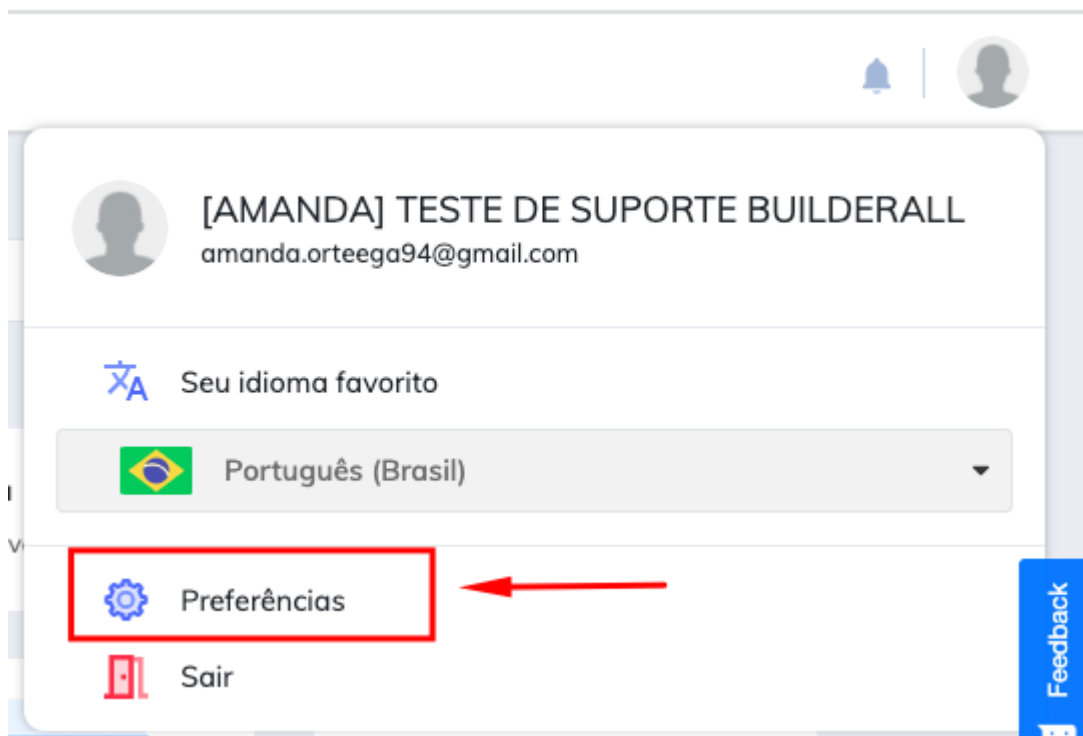 [AMANDA] TESTE DE SUPORTE BUILDERALL
amanda.orteega94@gmail.com
Seu idioma favorito
Português (Brasil)
Preferências
Sair
Feedback